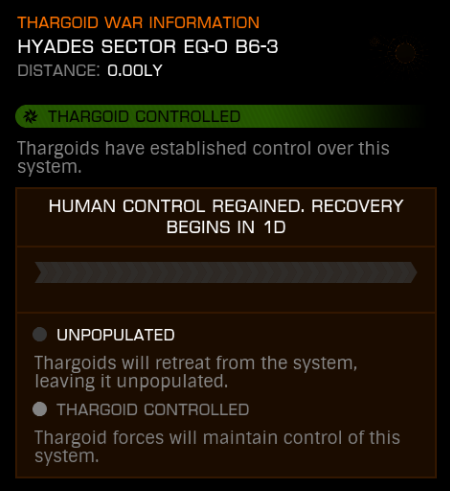 THARGOID WAR INFORMATION
HYADES SECTOR EQ-O B6-3
DISTANCE: 0.00LY
THARGOID CONTROLLED
Thargoids have established control over this
system.
HUMAN CONTROL REGAINED. RECOVERY
BEGINS IN 1D
UNPOPULATED
Thargoids will retreat from the system,
leaving it unpopulated.
THARGOID CONTROLLED
Thargoid forces will maintain control of this
system.